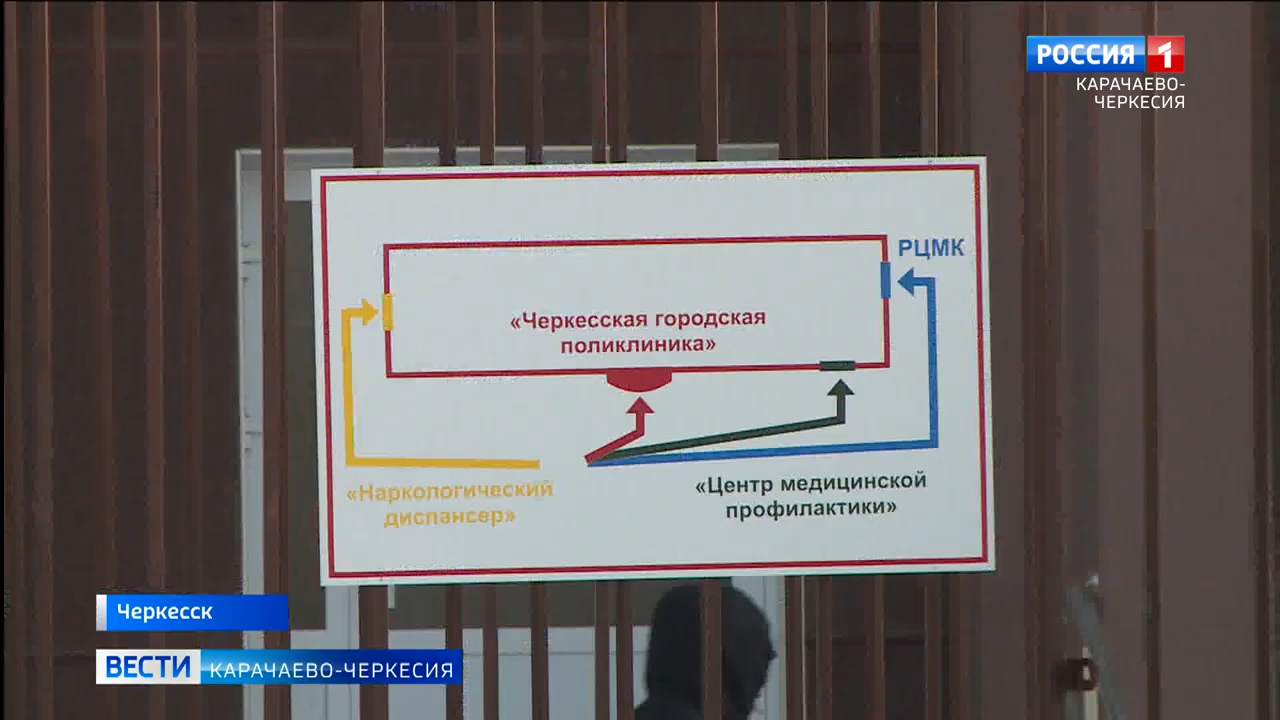 РОССИЯ 1
КАРАЧАЕВО-
ЧЕРКЕСИЯ
РЦМК
«Черкесская городская
поликлиника»
«Наркологический
диспансер»
«Центр медицинской
профилактики»
Черкесск
ВЕСТИ КАРАЧАЕВО-ЧЕРКЕСИЯ